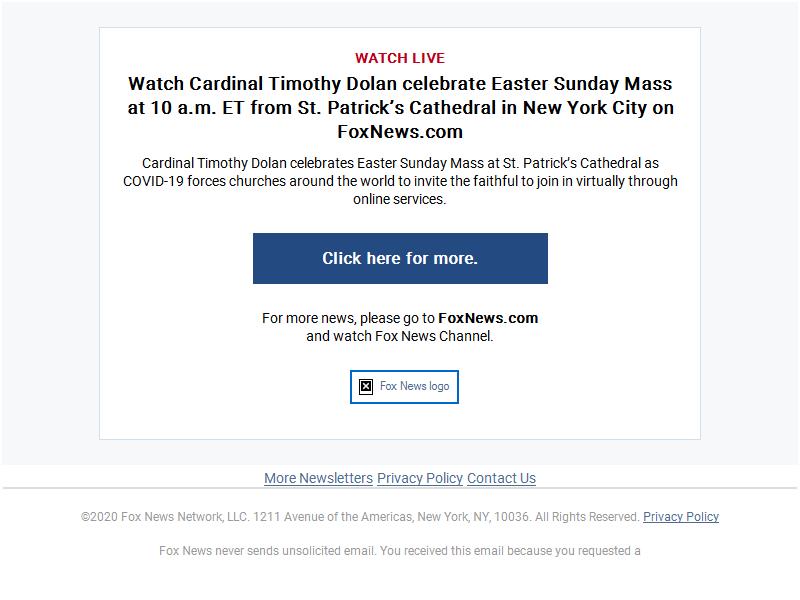 WATCH LIVE
Watch Cardinal Timothy Dolan celebrate Easter Sunday Mass
at 10 a.m. ET from St. Patrick’s Cathedral in New York City on
FoxNews.com
Cardinal Timothy Dolan celebrates Easter Sunday Mass at St. Patrick’s Cathedral as
COVID-19 forces churches around the world to invite the faithful to join in virtually through
online services.
Click here for more.
For more news, please go to FoxNews.com
and watch Fox News Channel.
Fox News logo
More Newsletters Privacy Policy Contact Us
©2020 Fox News Network, LLC. 1211 Avenue of the Americas, New York, NY, 10036. All Rights Reserved. Privacy Policy
Fox News never sends unsolicited email. You received this email because you requested a